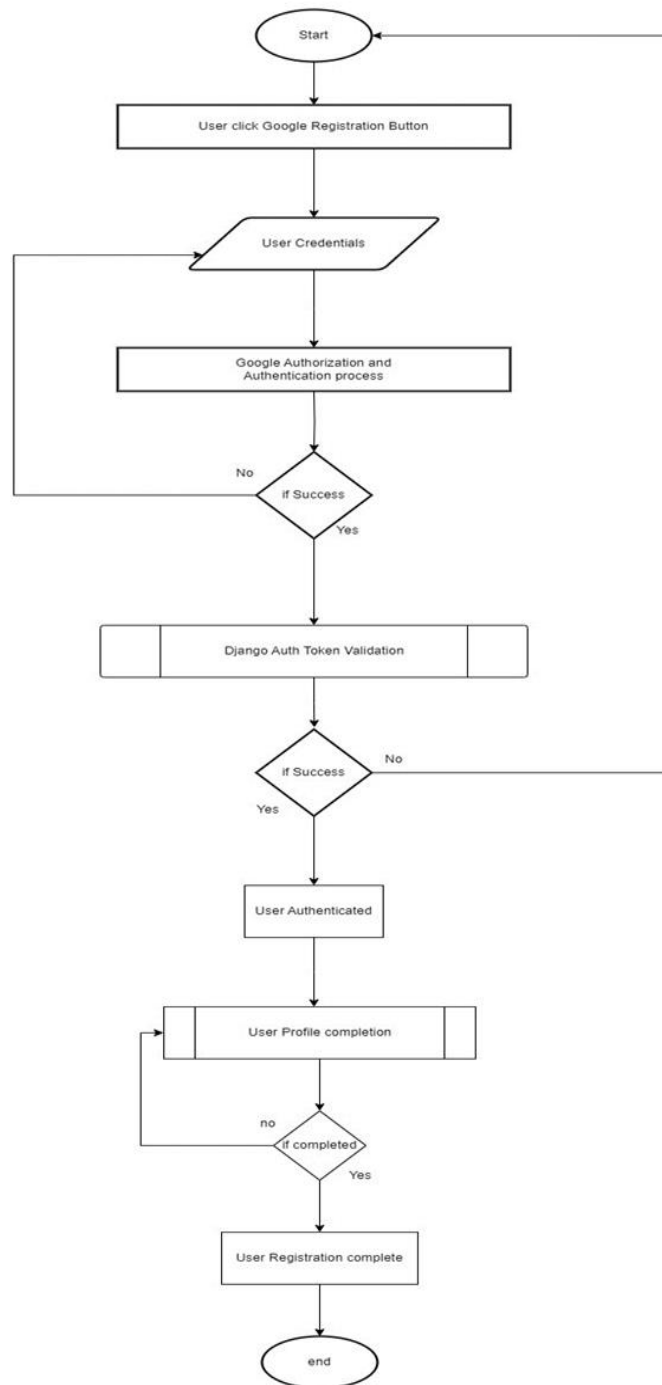 Start
User click Google Registration Button
User Credentials
Google Authorization and
Authentication process
No
if Success
Yes
Django Auth Token Validation
No
if Success
Yes
User Authenticated
User Profile completion
no
if completed
Yes
User Registration complete
end